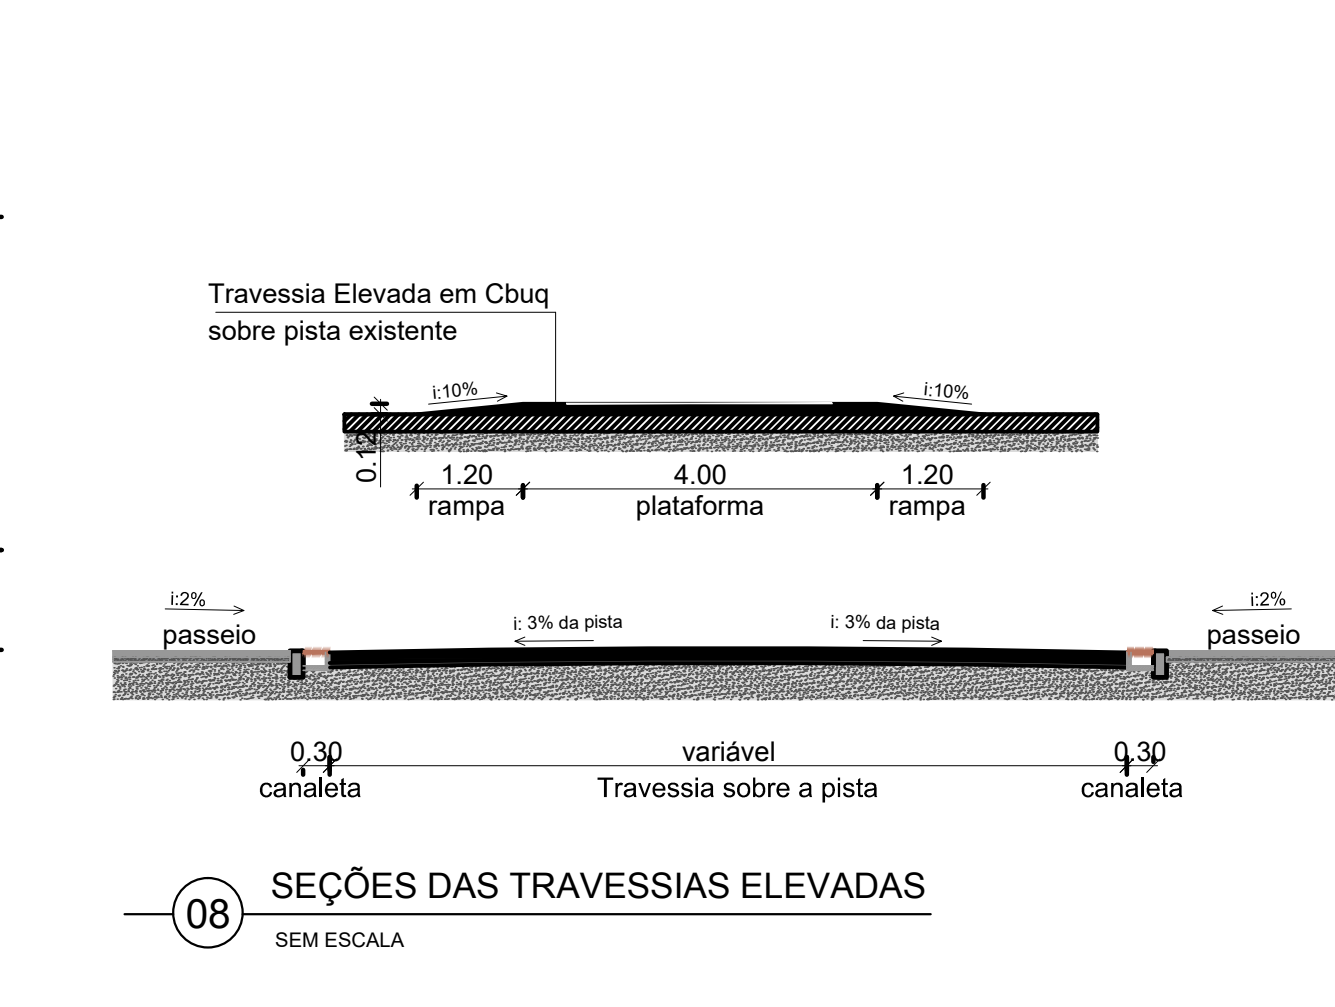 Travessia Elevada em Cbuq
sobre pista existente
i:10%
i:10%
0.12
1.20
4.00
1.20
rampa
plataforma
rampa
i:2%
i: 3% da pista
i: 3% da pista
i:2%
passeio
passeio
0.30
variável
0.30
canaleta
Travessia sobre a pista
canaleta
08
SEÇÕES DAS TRAVESSIAS ELEVADAS
SEM ESCALA